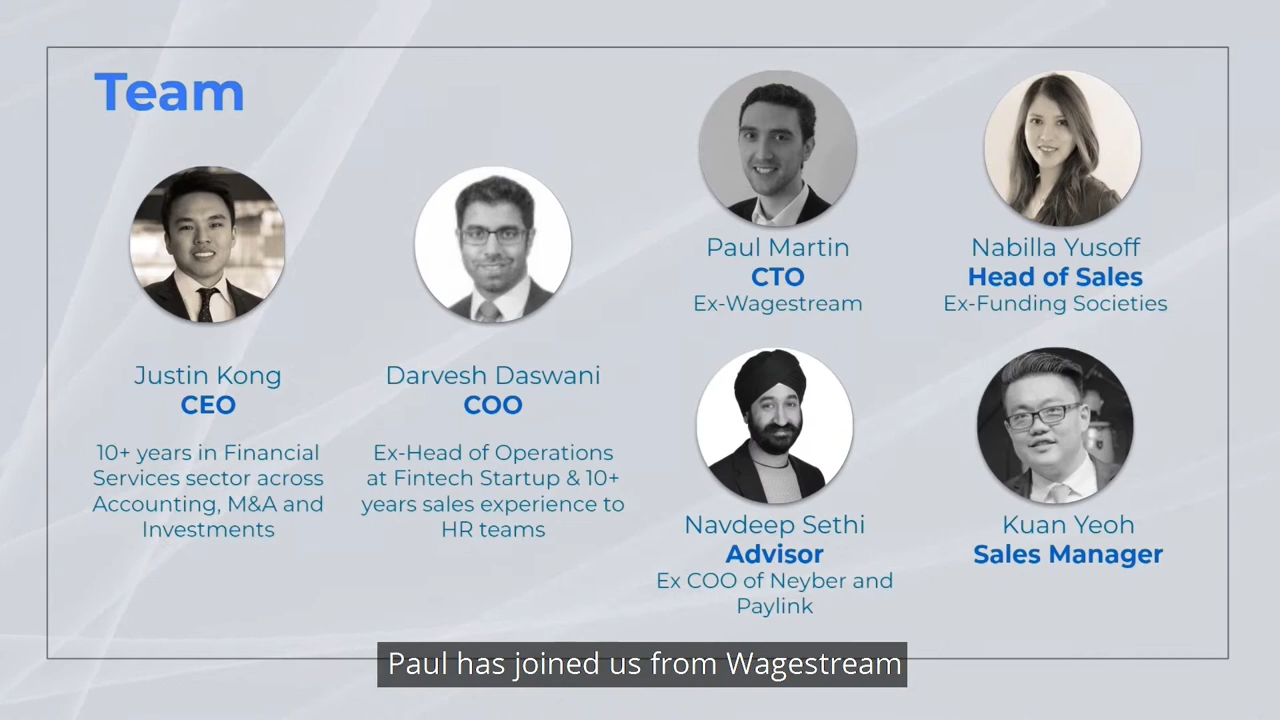 Team
Justin Kong
CEO
10+ years in Financial
Services sector across
Accounting, M&A and
Investments
Darvesh Daswani
COO
Ex-Head of Operations
at Fintech Startup & 10+
years sales experience to
HR teams
Paul Martin
CTO
Ex-Wagestream
Nabilla Yusoff
Head of Sales
Ex-Funding Societies
Navdeep Sethi
Advisor
Ex COO of Neyber and
Paylink
Kuan Yeoh
Sales Manager
Paul has joined us from Wagestream